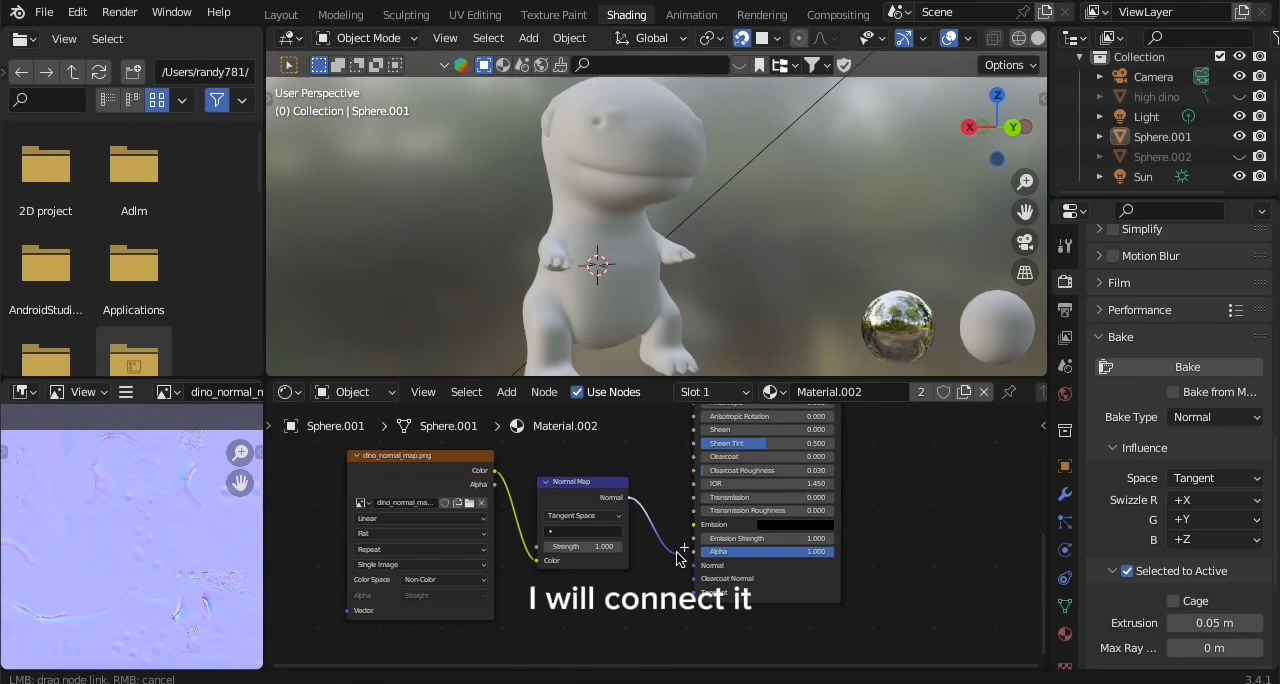 File Edit Render Window Help Layout Modeling Sculpting UV Editing Texture Paint Shading Animation Rendering Compositing Scene ViewLayer
View Select
/Users/randy781/
2D project
AdIm
AndroidStudi...
Applications
Object Mode View Select Add Object Global
Options
User Perspective
(0) Collection | Sphere.001
Z
X
Y
Collection
Camera
high dino
Light
Sphere.001
Sphere.002
Sun
Simplify
Motion Blur
Film
Performance
Bake
Bake
Bake from M...
Bake Type Normal
Influence
Space Tangent
Swizzle R +X
G +Y
B +Z
Selected to Active
Cage
Extrusion 0.05 m
Max Ray ... 0 m
View dino_normal_n
Object View Select Add Node Use Nodes Slot 1 Material.002 2
Sphere.001 > Sphere.001 > Material.002
dino_normal_map.png
Color
Alpha
dino_normal_ma...
Linear
Flat
Repeat
Single Image
Color Space Non-Color
Alpha Straight
Vector
Normal Map
Normal
Tangent Space
Strength 1.000
Color
Anisotropic Rotation 0.000
Sheen 0.000
Sheen Tint 0.500
Clearcoat 0.000
Clearcoat Roughness 0.030
IOR 1.450
Transmission 0.000
Transmission Roughness 0.000
Emission
Emission Strength 1.000
Alpha 1.000
Normal
Clearcoat Normal
I will connect it
LMB: drag node link, RMB: cancel
3.4.1